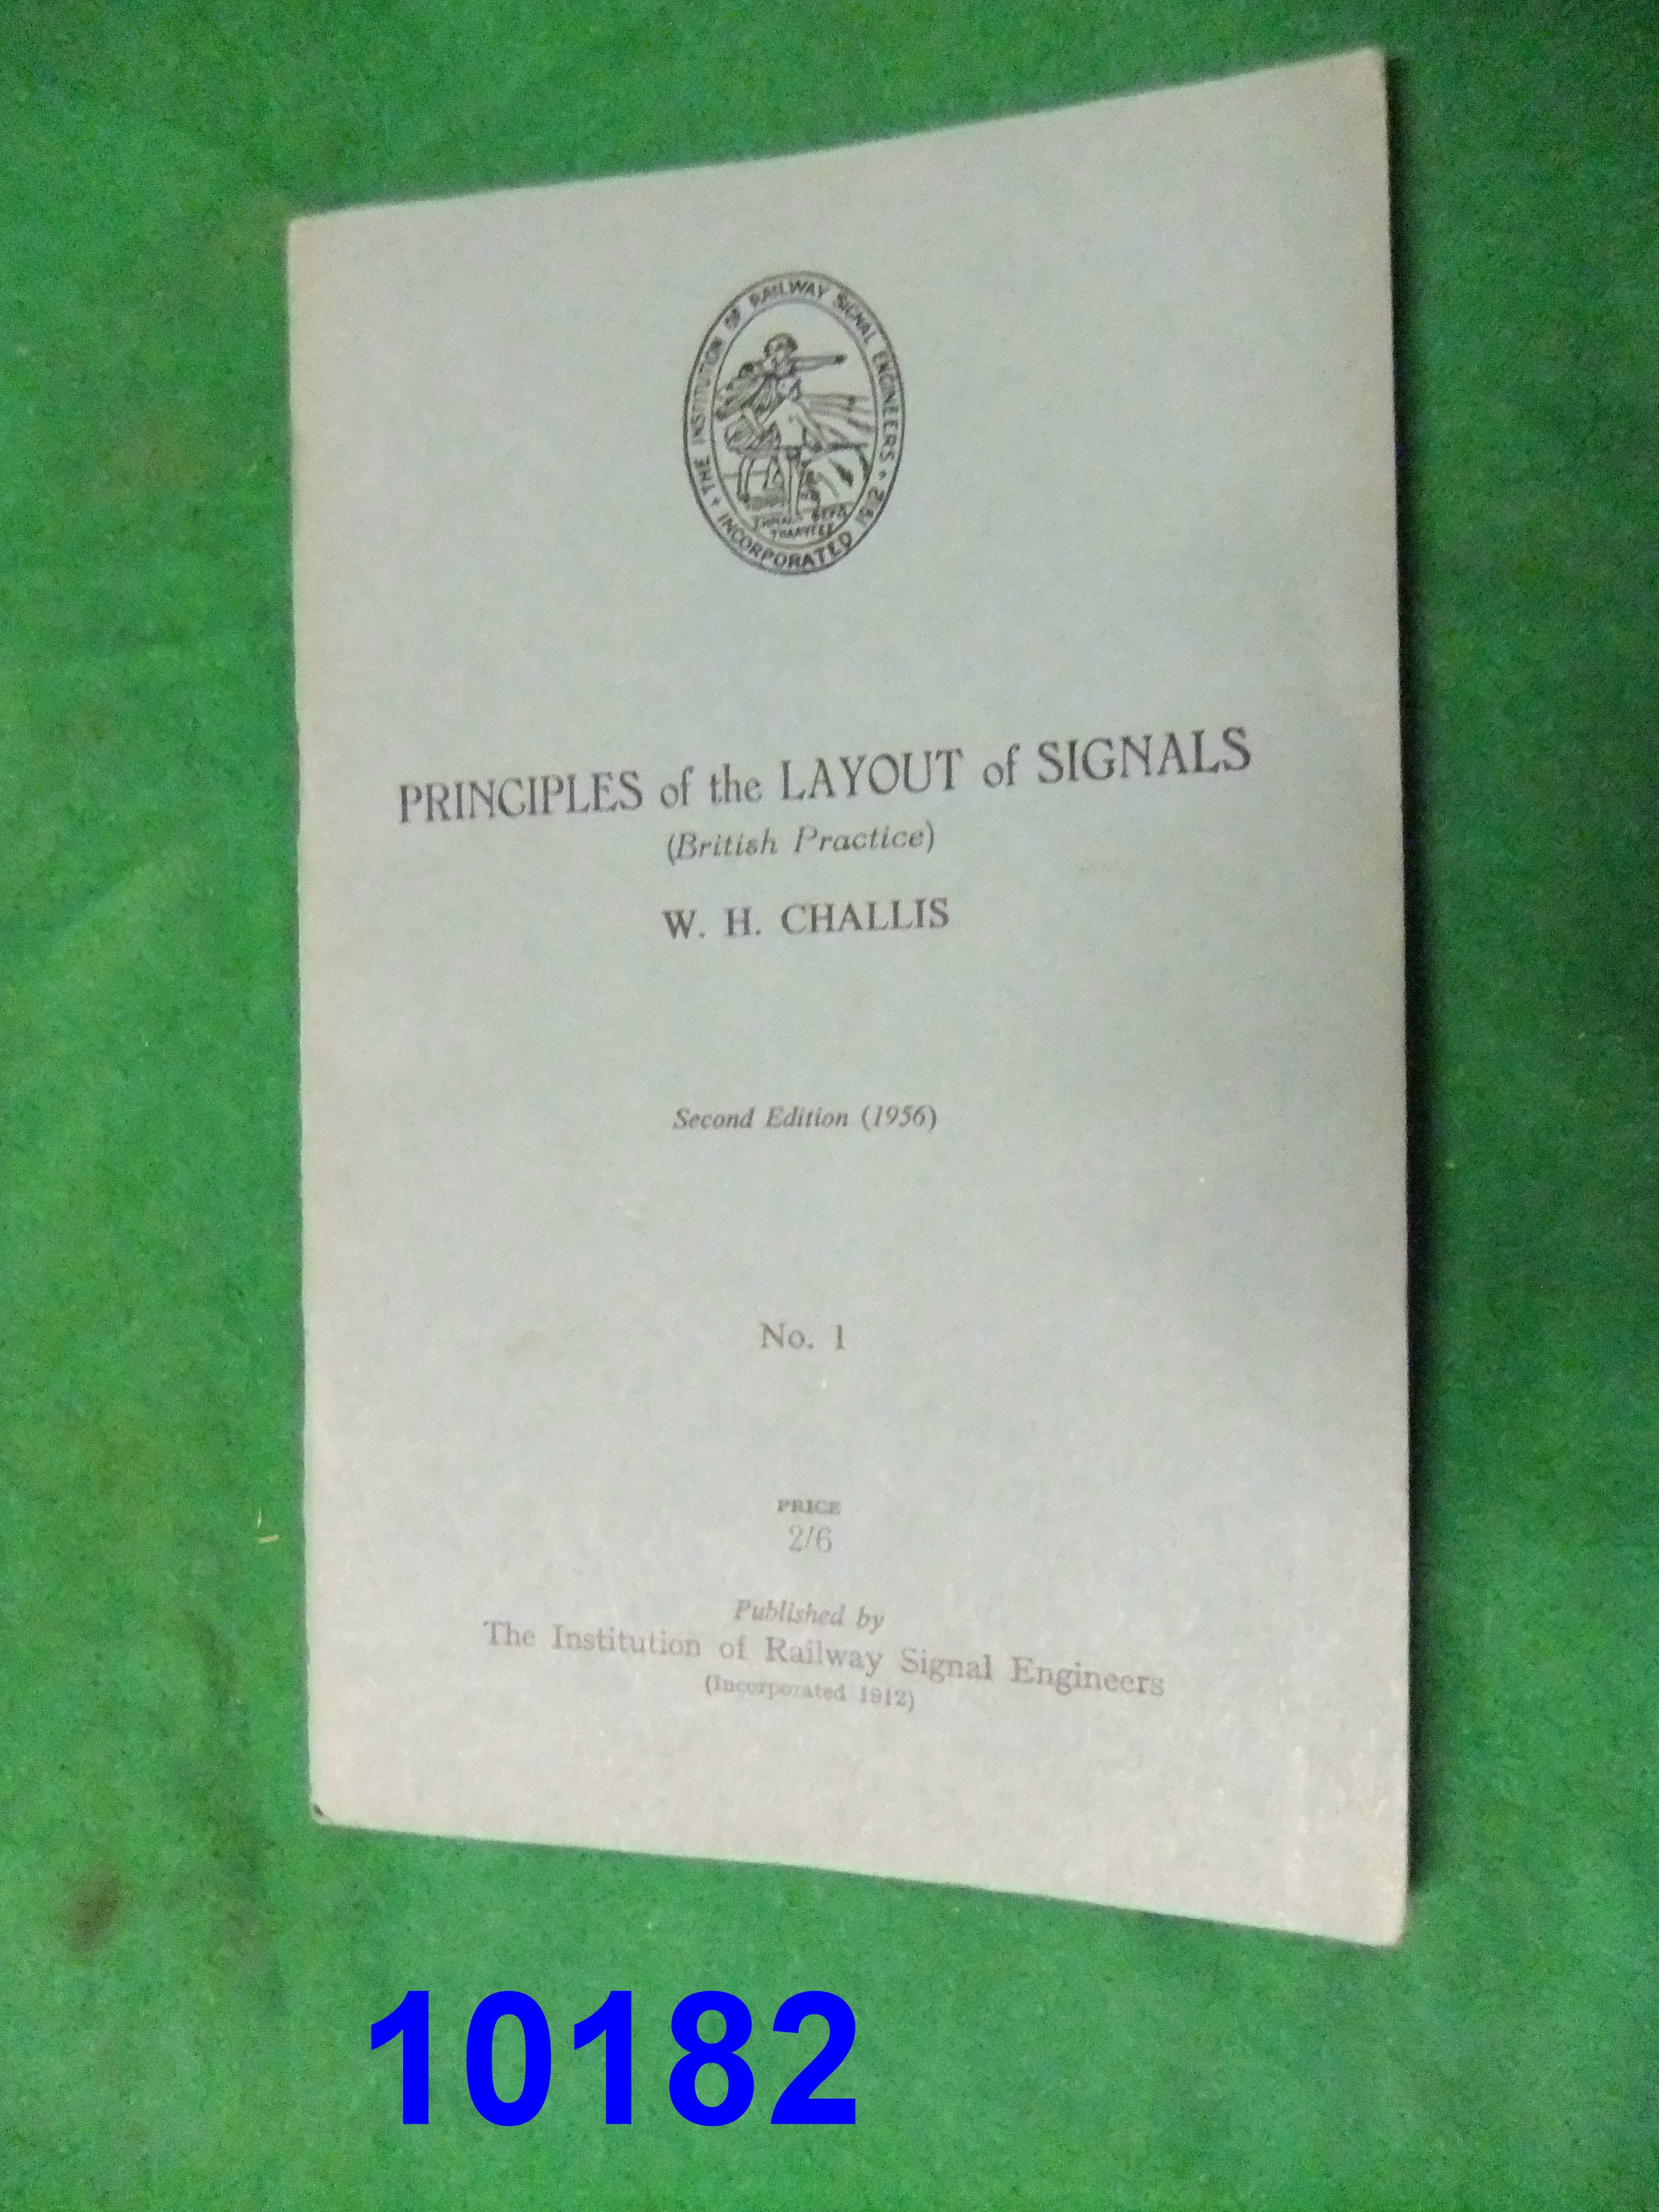 THE INSTITUTION OF RAILWAY SIGNAL ENGINEERS
INCORPORATED 1912
PRINCIPLES of the LAYOUT of SIGNALS
(British Practice)
W. H. CHALLIS
Second Edition (1956)
No. 1
PRICE
2/6
Published by
The Institution of Railway Signal Engineers
(Incorporated 1912)
10182